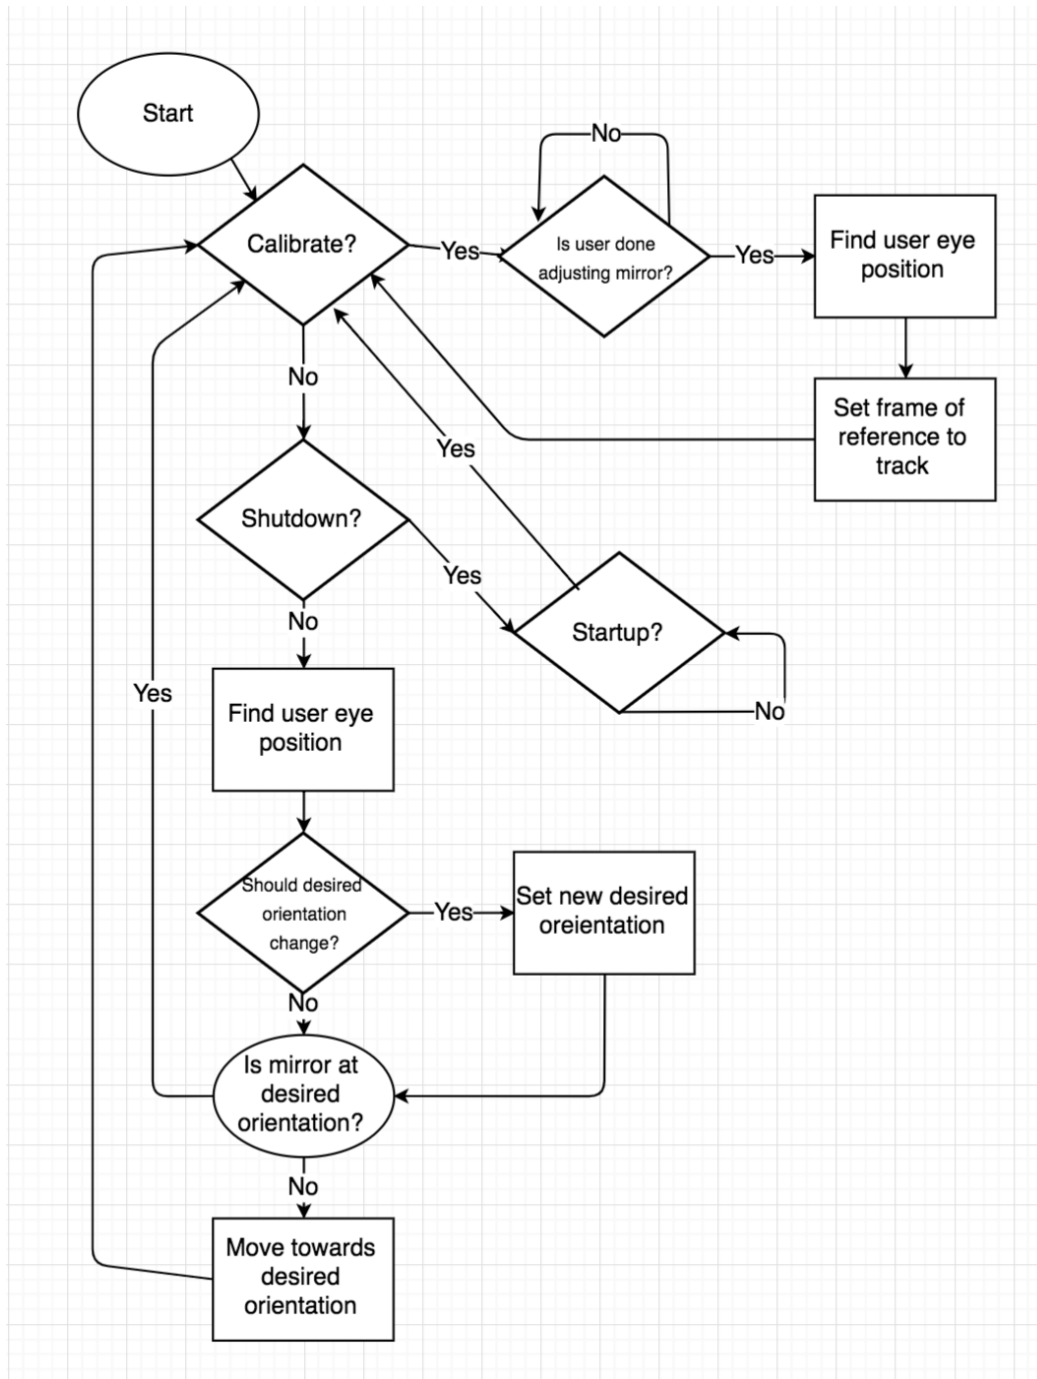 Start
No
Calibrate?
Yes
Is user done
adjusting mirror?
Yes
Find user eye
position
No
Set frame of
reference to
track
Yes
Shutdown?
Yes
No
Startup?
Yes
No
Find user eye
position
Should desired
orientation
change?
Yes
Set new desired
oreientation
No
Is mirror at
desired
orientation?
No
Move towards
desired
orientation